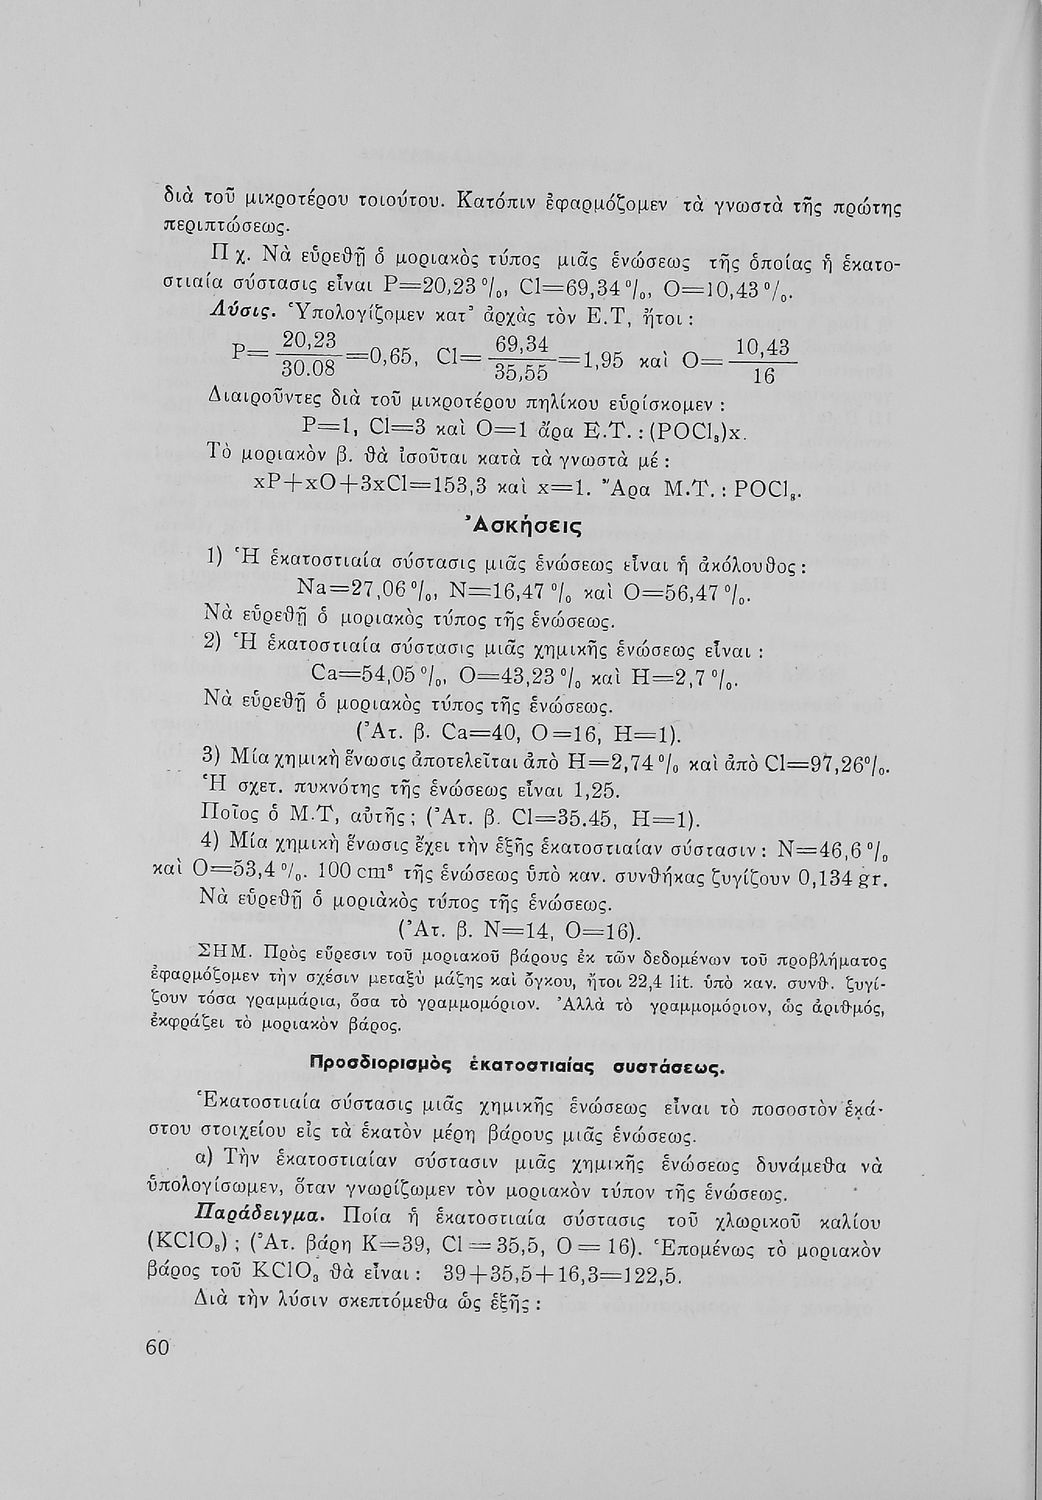 διὰ τοῦ μικροτέρου τοιούτου. Κατόπιν ἐφαρμόζομεν τὰ γνωστὰ τῆς πρώτης
περιπτώσεως.
Π χ. Νὰ εὑρεθῇ ὁ μοριακὸς τύπος μιᾶς ἑνώσεως τῆς ὁποίας ἡ ἑκατο-
στιαία σύστασις εἶναι P=20,23 %, Cl=69,34 %, O=10,43 %.
Λύσις. Ὑπολογίζομεν κατ' ἀρχὰς τὸν Ε.Τ, ἤτοι :
P= 20,23/30.08 =0,65, Cl= 69,34/35,55 =1,95 καὶ O= 10,43/16
Διαιροῦντες διὰ τοῦ μικροτέρου πηλίκου εὑρίσκομεν :
P=1, Cl=3 καὶ O=1 ἄρα Ε.Τ. : (POCl₃)x.
Τὸ μοριακὸν β. θὰ ἰσοῦται κατὰ τὰ γνωστὰ μέ :
xP+xO+3xCl=153,3 καὶ x=1. Ἄρα Μ.Τ. : POCl₃.
Ἀσκήσεις
1) Ἡ ἑκατοστιαία σύστασις μιᾶς ἑνώσεως εἶναι ἡ ἀκόλουθος :
Na=27,06 %, N=16,47 % καὶ O=56,47 %.
Νὰ εὑρεθῇ ὁ μοριακὸς τύπος τῆς ἑνώσεως.
2) Ἡ ἑκατοστιαία σύστασις μιᾶς χημικῆς ἑνώσεως εἶναι :
Ca=54,05 %, O=43,23 % καὶ H=2,7 %.
Νὰ εὑρεθῇ ὁ μοριακὸς τύπος τῆς ἑνώσεως.
(Ἀτ. β. Ca=40, O=16, H=1).
3) Μία χημικὴ ἕνωσις ἀποτελεῖται ἀπὸ H=2,74 % καὶ ἀπὸ Cl=97,26%.
Ἡ σχετ. πυκνότης τῆς ἑνώσεως εἶναι 1,25.
Ποῖος ὁ Μ.Τ, αὐτῆς ; (Ἀτ. β. Cl=35.45, H=1).
4) Μία χημικὴ ἕνωσις ἔχει τὴν ἑξῆς ἑκατοστιαίαν σύστασιν : N=46,6 %
καὶ O=53,4 %. 100 cm³ τῆς ἑνώσεως ὑπὸ καν. συνθήκας ζυγίζουν 0,134 gr.
Νὰ εὑρεθῇ ὁ μοριὰκὸς τύπος τῆς ἑνώσεως.
(Ἀτ. β. N=14, O=16).
ΣΗΜ. Πρὸς εὕρεσιν τοῦ μοριακοῦ βάρους ἐκ τῶν δεδομένων τοῦ προβλήματος
ἐφαρμόζομεν τὴν σχέσιν μεταξὺ μάζης καὶ ὄγκου, ἤτοι 22,4 lit. ὑπὸ καν. συνθ. ζυγί-
ζουν τόσα γραμμάρια, ὅσα τὸ γραμμομόριον. Ἀλλὰ τὸ γραμμομόριον, ὡς ἀριθμός,
ἐκφράζει τὸ μοριακὸν βάρος.
Προσδιορισμὸς ἑκατοστιαίας συστάσεως.
Ἑκατοστιαία σύστασις μιᾶς χημικῆς ἑνώσεως εἶναι τὸ ποσοστὸν ἑκά-
στου στοιχείου εἰς τὰ ἑκατὸν μέρη βάρους μιᾶς ἑνώσεως.
α) Τὴν ἑκατοστιαίαν σύστασιν μιᾶς χημικῆς ἑνώσεως δυνάμεθα νὰ
ὑπολογίσωμεν, ὅταν γνωρίζωμεν τὸν μοριακὸν τύπον τῆς ἑνώσεως.
Παράδειγμα. Ποία ἡ ἑκατοστιαία σύστασις τοῦ χλωρικοῦ καλίου
(KClO₃) ; (Ἀτ. βάρη K=39, Cl=35,5, O=16). Ἑπομένως τὸ μοριακὸν
βάρος τοῦ KClO₃ θὰ εἶναι : 39+35,5+16,3=122,5.
Διὰ τὴν λύσιν σκεπτόμεθα ὡς ἑξῆς :
60